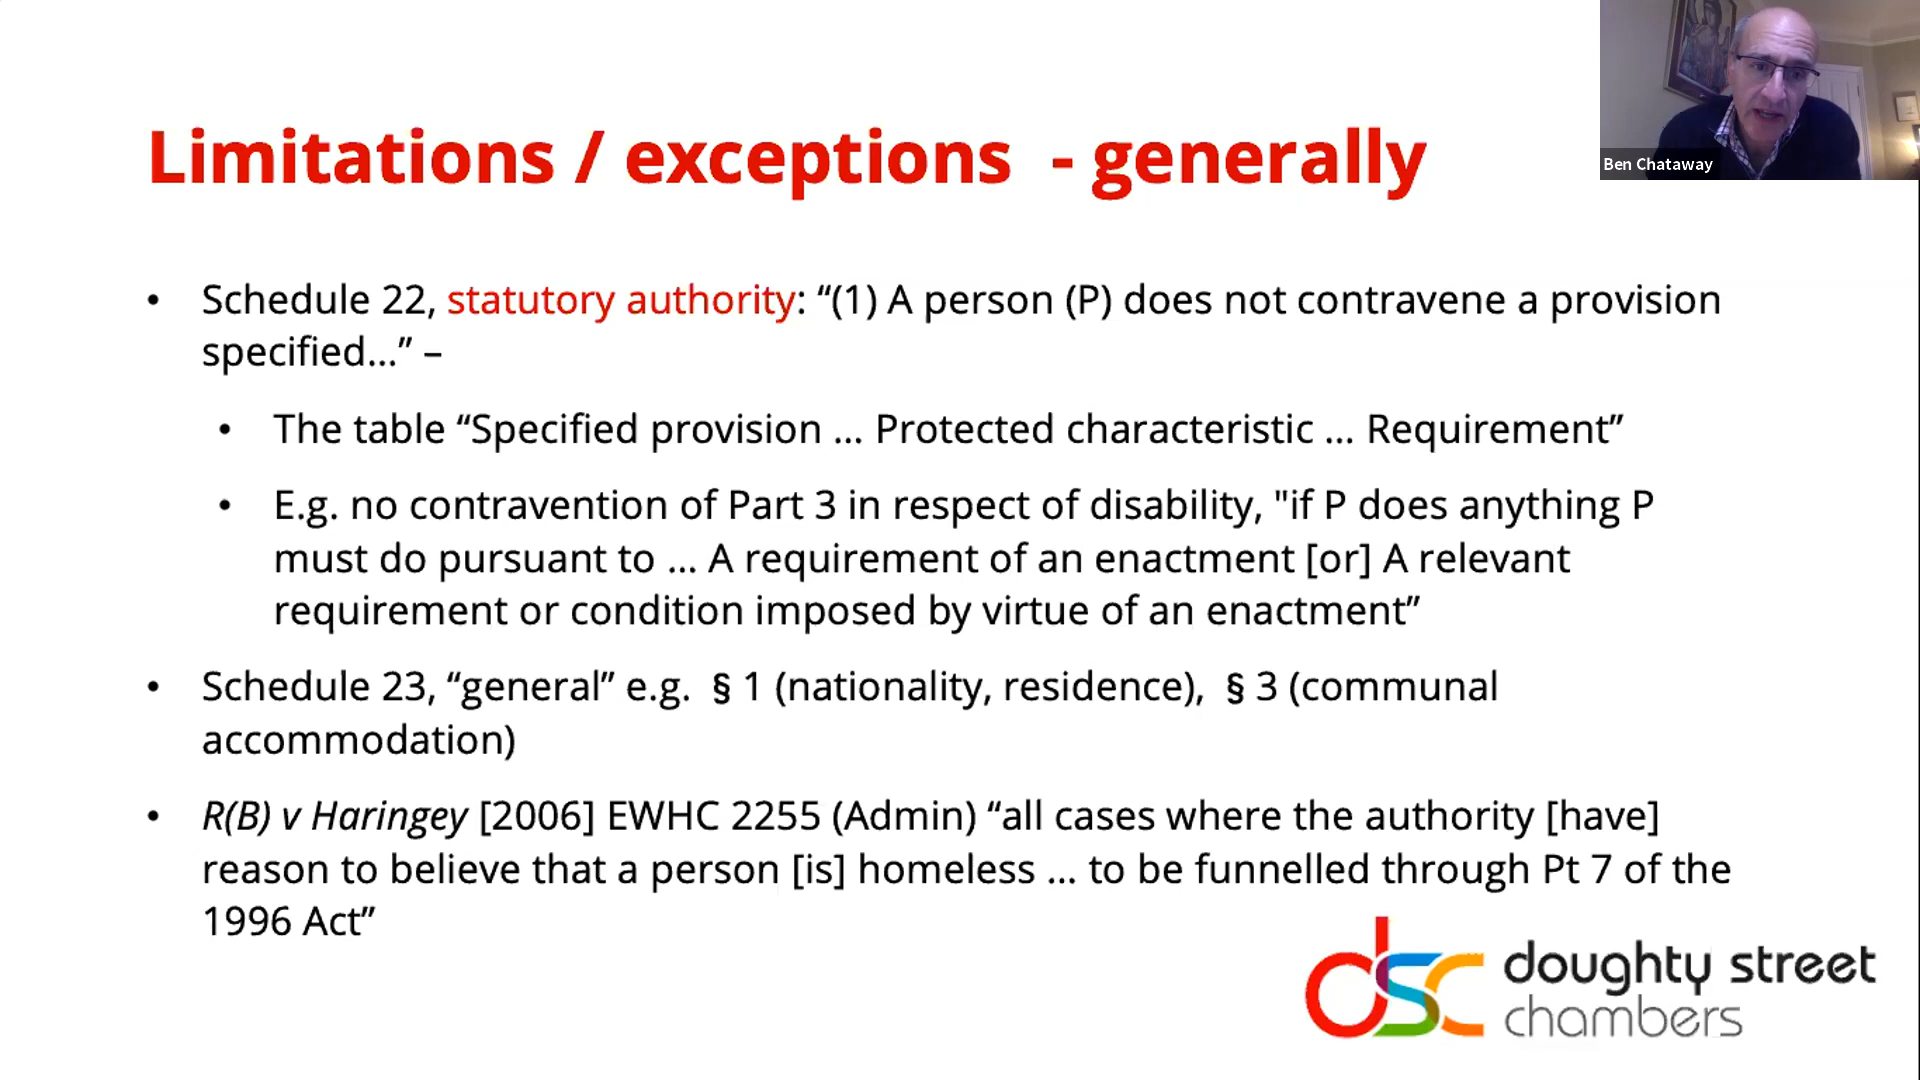 Ben Chataway
Limitations / exceptions - generally
• Schedule 22, statutory authority: “(1) A person (P) does not contravene a provision
specified...” –
• The table “Specified provision ... Protected characteristic ... Requirement”
• E.g. no contravention of Part 3 in respect of disability, "if P does anything P
must do pursuant to ... A requirement of an enactment [or] A relevant
requirement or condition imposed by virtue of an enactment”
• Schedule 23, “general” e.g. § 1 (nationality, residence), § 3 (communal
accommodation)
• R(B) v Haringey [2006] EWHC 2255 (Admin) “all cases where the authority [have]
reason to believe that a person [is] homeless ... to be funnelled through Pt 7 of the
1996 Act”
dsc doughty street
chambers